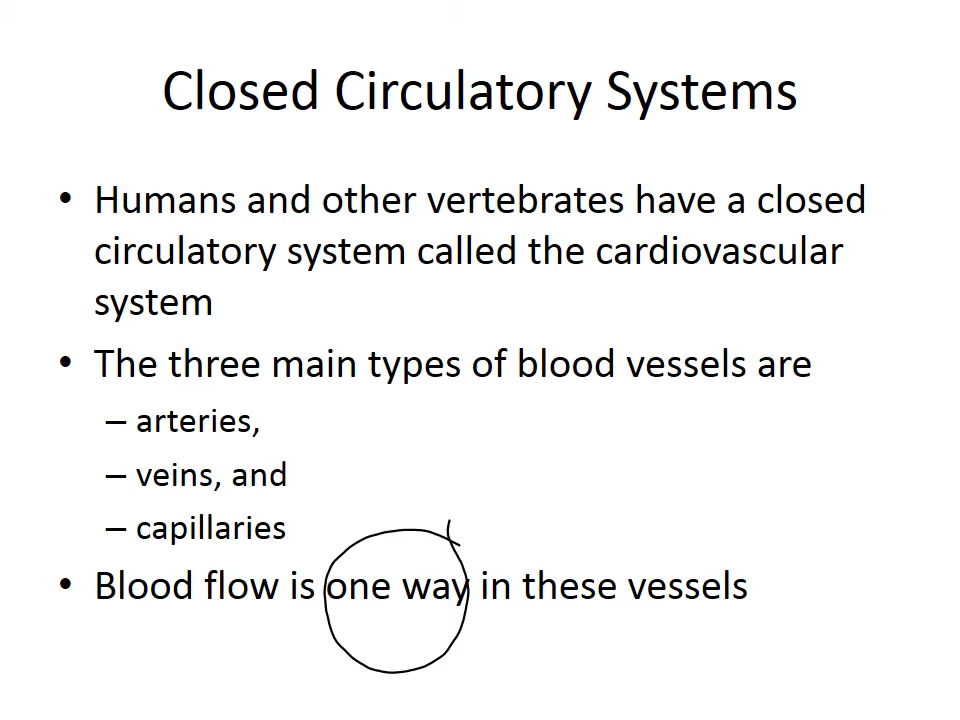 Closed Circulatory Systems
• Humans and other vertebrates have a closed
circulatory system called the cardiovascular
system
• The three main types of blood vessels are
– arteries,
– veins, and
– capillaries
• Blood flow is one way in these vessels